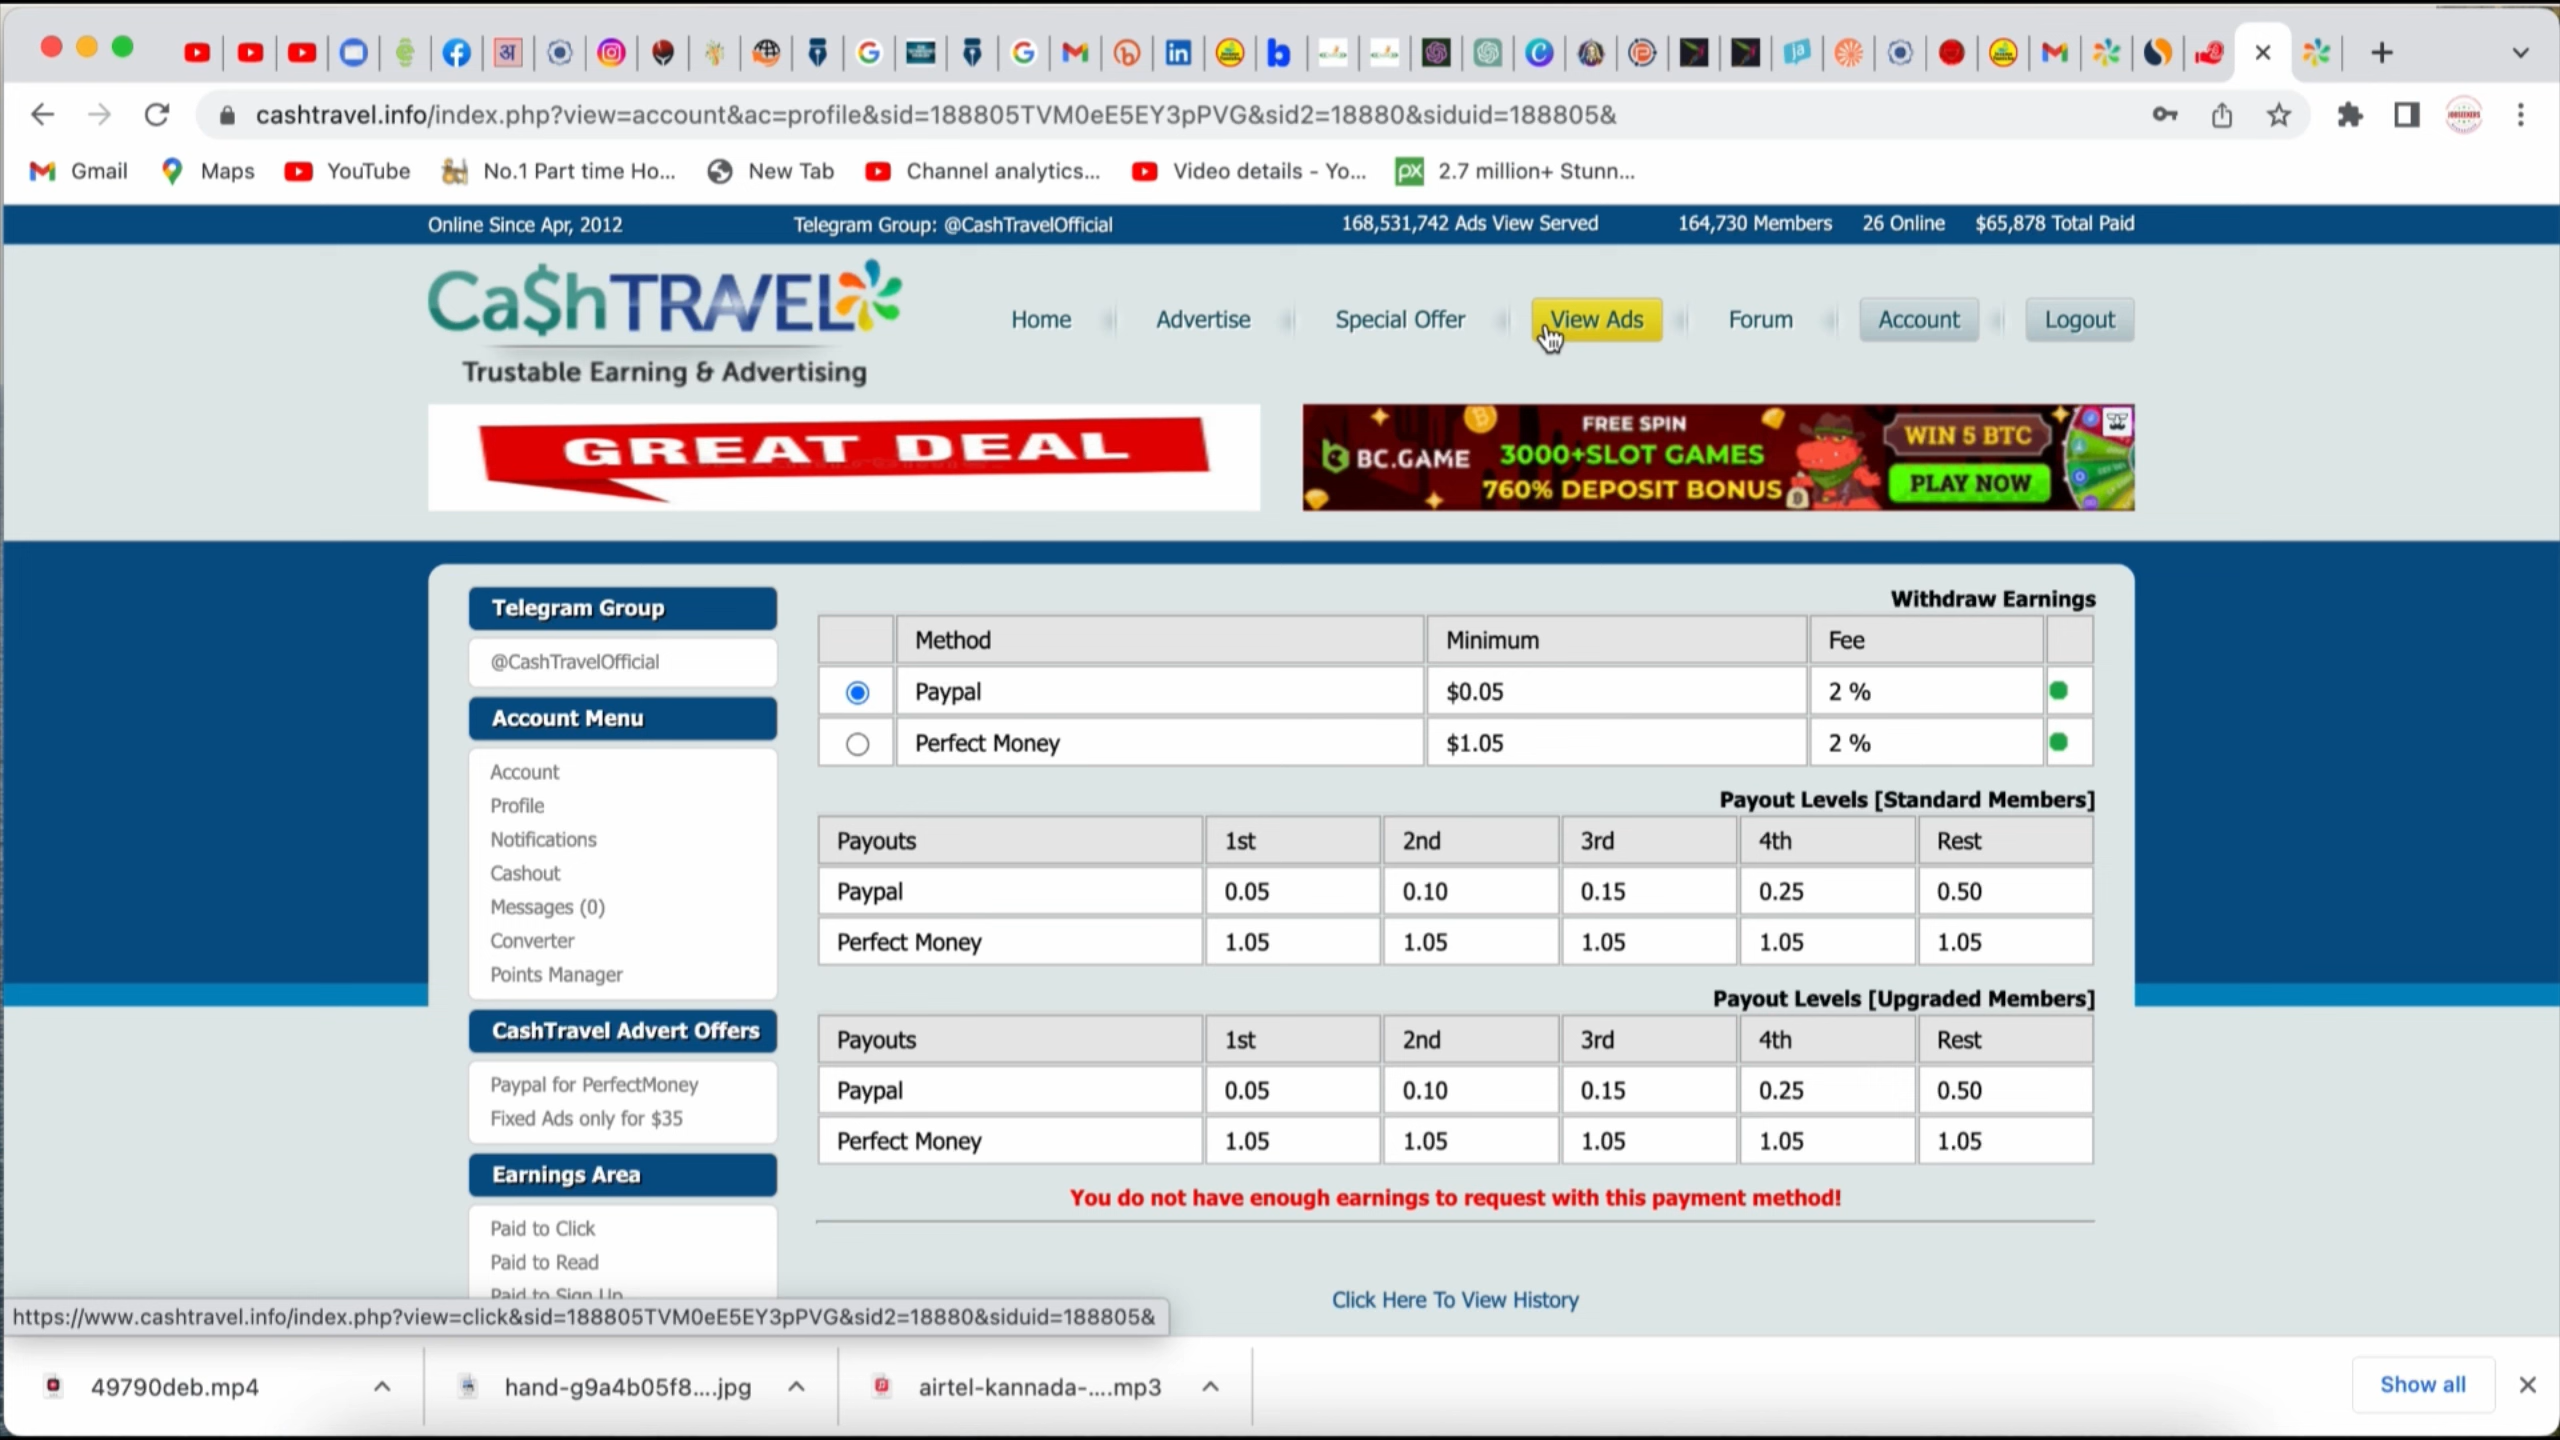 cashtravel.info/index.php?view=account&ac=profile&sid=188805TVM0eE5EY3pPVG&sid2=18880&siduid=188805&
Gmail
Maps
YouTube
No.1 Part time Ho...
New Tab
Channel analytics...
Video details - Yo...
2.7 million+ Stunn...
Online Since Apr, 2012
Telegram Group: @CashTravelOfficial
168,531,742 Ads View Served
164,730 Members
26 Online
$65,878 Total Paid
Ca$hTRAVEL
Trustable Earning & Advertising
Home
Advertise
Special Offer
View Ads
Forum
Account
Logout
GREAT DEAL
BC.GAME
FREE SPIN
3000+SLOT GAMES
760% DEPOSIT BONUS
WIN 5 BTC
PLAY NOW
Telegram Group
@CashTravelOfficial
Account Menu
Account
Profile
Notifications
Cashout
Messages (0)
Converter
Points Manager
CashTravel Advert Offers
Paypal for PerfectMoney
Fixed Ads only for $35
Earnings Area
Paid to Click
Paid to Read
Paid to Sign Up
Withdraw Earnings
Method Minimum Fee
Paypal $0.05 2 %
Perfect Money $1.05 2 %
Payout Levels [Standard Members]
Payouts 1st 2nd 3rd 4th Rest
Paypal 0.05 0.10 0.15 0.25 0.50
Perfect Money 1.05 1.05 1.05 1.05 1.05
Payout Levels [Upgraded Members]
Payouts 1st 2nd 3rd 4th Rest
Paypal 0.05 0.10 0.15 0.25 0.50
Perfect Money 1.05 1.05 1.05 1.05 1.05
You do not have enough earnings to request with this payment method!
Click Here To View History
https://www.cashtravel.info/index.php?view=click&sid=188805TVM0eE5EY3pPVG&sid2=18880&siduid=188805&
49790deb.mp4
hand-g9a4b05f8....jpg
airtel-kannada-....mp3
Show all